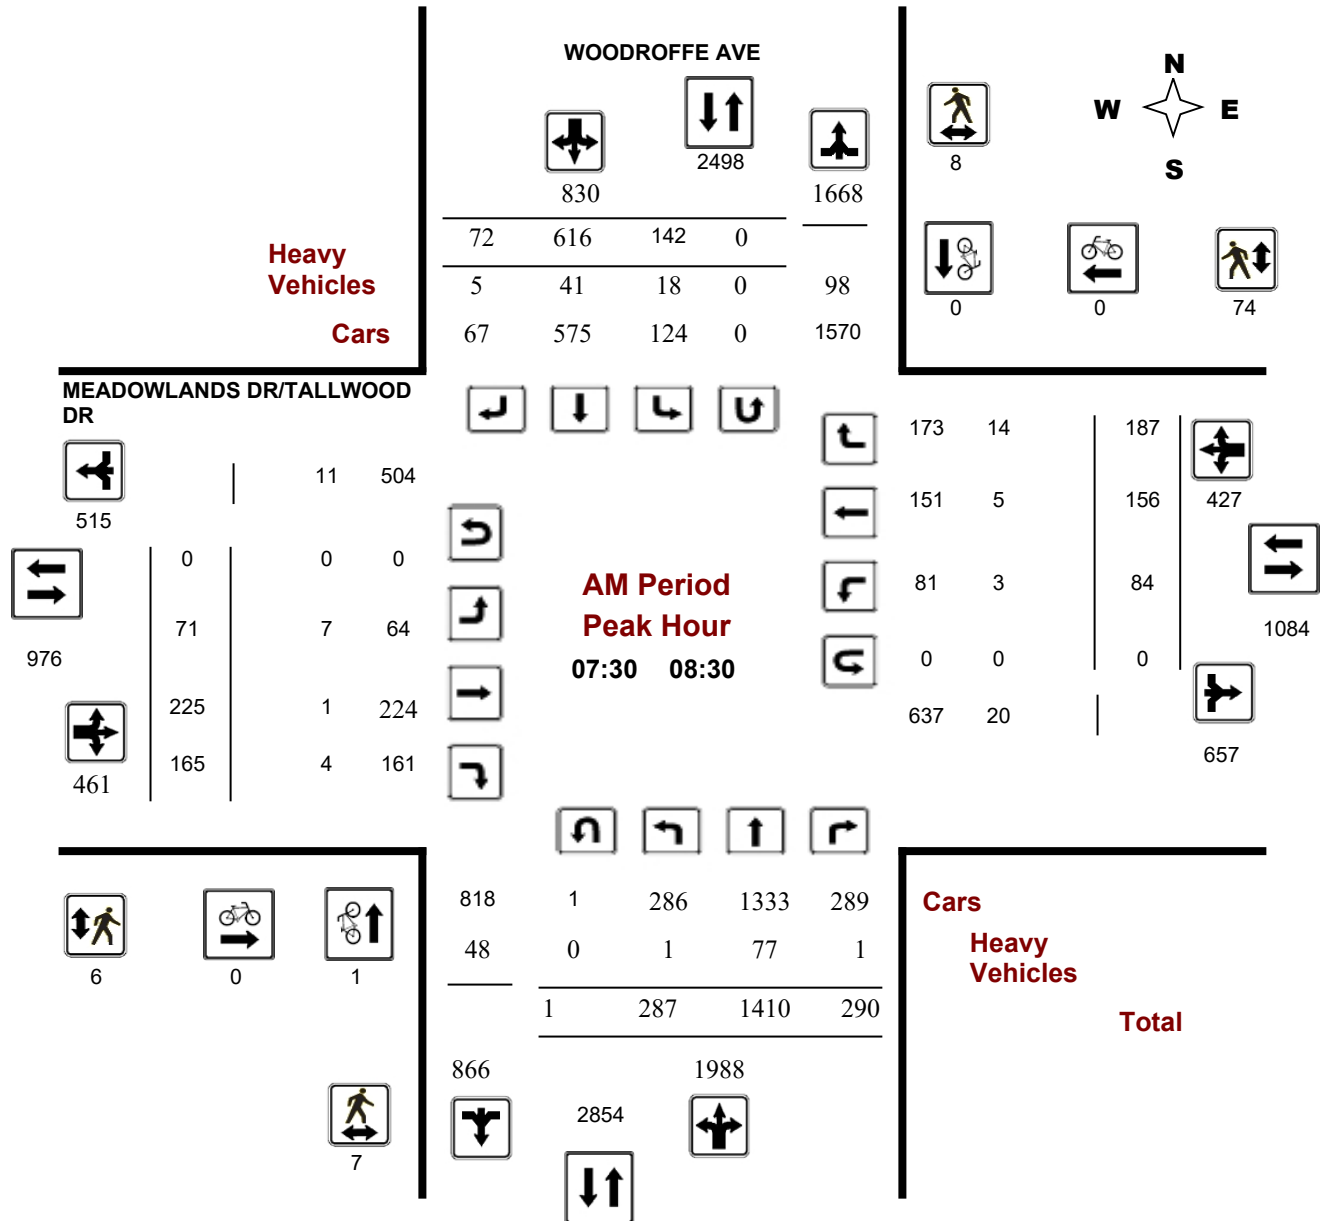 WOODROFFE AVE
N
W E
S
2498
8
830
1668
72 616 142 0
Heavy
Vehicles
5 41 18 0 98
0 0 74
Cars
67 575 124 0 1570
MEADOWLANDS DR/TALLWOOD
DR
173 14 187
11 504
515
151 5 156 427
0 0 0
AM Period
Peak Hour
07:30 08:30
81 3 84
71 7 64
1084
976
0 0 0
225 1 224
637 20
657
165 4 161
461
818 1 286 1333 289
Cars
48 0 1 77 1
Heavy
Vehicles
6 0 1
1 287 1410 290
Total
866 1988
2854
7